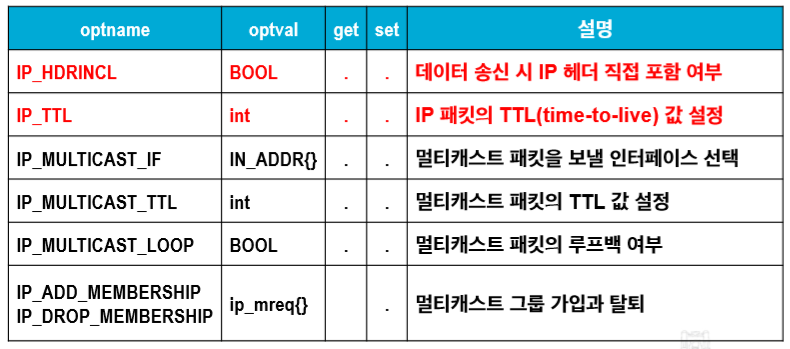 optname optval get set 설명
IP_HDRINCL BOOL . . 데이터 송신 시 IP 헤더 직접 포함 여부
IP_TTL int . . IP 패킷의 TTL(time-to-live) 값 설정
IP_MULTICAST_IF IN_ADDR{} . . 멀티캐스트 패킷을 보낼 인터페이스 선택
IP_MULTICAST_TTL int . . 멀티캐스트 패킷의 TTL 값 설정
IP_MULTICAST_LOOP BOOL . . 멀티캐스트 패킷의 루프백 여부
IP_ADD_MEMBERSHIP
IP_DROP_MEMBERSHIP ip_mreq{} . 멀티캐스트 그룹 가입과 탈퇴